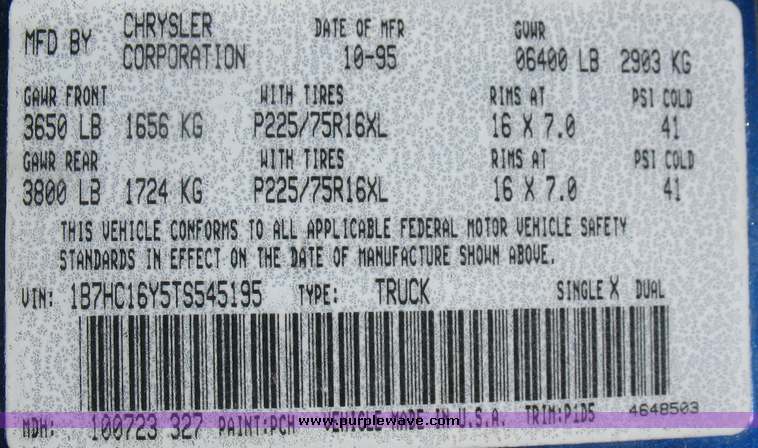 MFD BY CHRYSLER CORPORATION DATE OF MFR 10-95 GVWR 06400 LB 2903 KG
GAWR FRONT WITH TIRES RIMS AT PSI COLD
3650 LB 1656 KG P225/75R16XL 16 X 7.0 41
GAWR REAR WITH TIRES RIMS AT PSI COLD
3800 LB 1724 KG P225/75R16XL 16 X 7.0 41
THIS VEHICLE CONFORMS TO ALL APPLICABLE FEDERAL MOTOR VEHICLE SAFETY
STANDARDS IN EFFECT ON THE DATE OF MANUFACTURE SHOWN ABOVE.
VIN: 1B7HC16Y5TS545195 TYPE: TRUCK SINGLE X DUAL
MDH: 100723 327 PAINT:PCH VEHICLE MADE IN U.S.A. TRIM:P1D5 4648503
www.purplewave.com